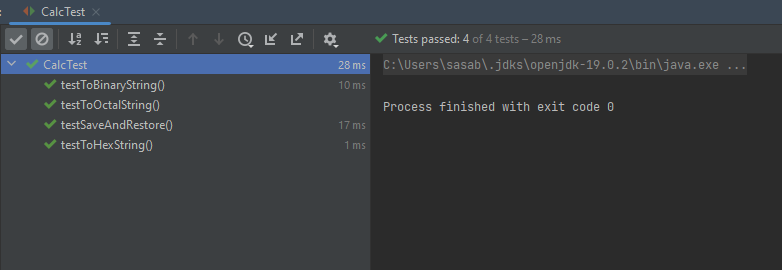 CalcTest
Tests passed: 4 of 4 tests – 28 ms
CalcTest 28 ms
testToBinaryString() 10 ms
testToOctalString()
testSaveAndRestore() 17 ms
testToHexString() 1 ms
C:\Users\sasab\.jdks\openjdk-19.0.2\bin\java.exe ...
Process finished with exit code 0